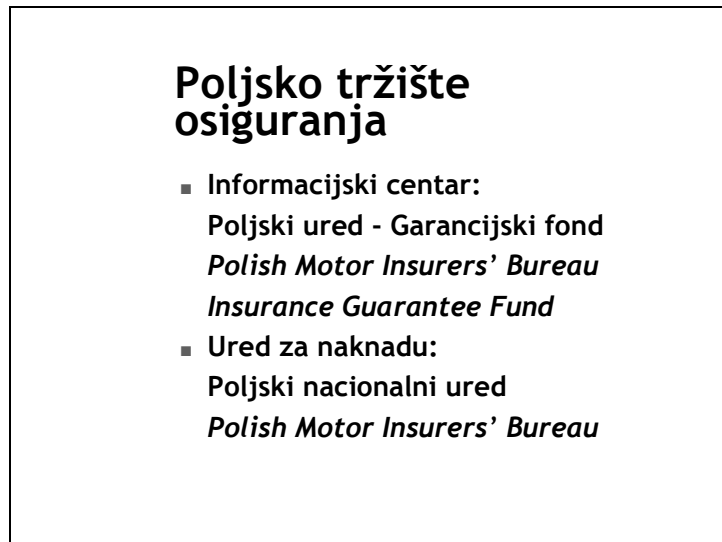 Poljsko tržište
osiguranja
▪ Informacijski centar:
Poljski ured - Garancijski fond
Polish Motor Insurers’ Bureau
Insurance Guarantee Fund
▪ Ured za naknadu:
Poljski nacionalni ured
Polish Motor Insurers’ Bureau